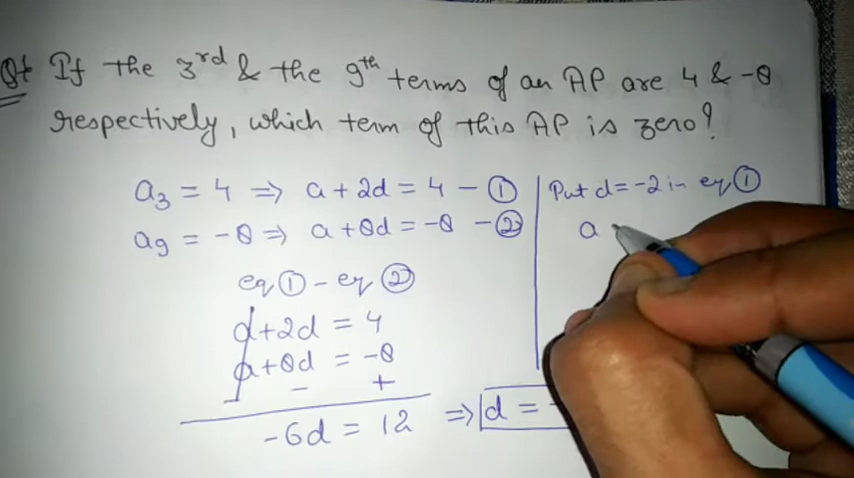 Q⇞ If the 3rd & the 9th terms of an AP are 4 & -8
respectively, which term of this AP is zero?
a₃ = 4 ⇒ a + 2d = 4 - ①
a₉ = -8 ⇒ a + 8d = -8 - ②
eq ① - eq ②
a + 2d = 4
a + 8d = -8
- - +
-6d = 12 ⇒ d = -
Put d = -2 in eq ①
a